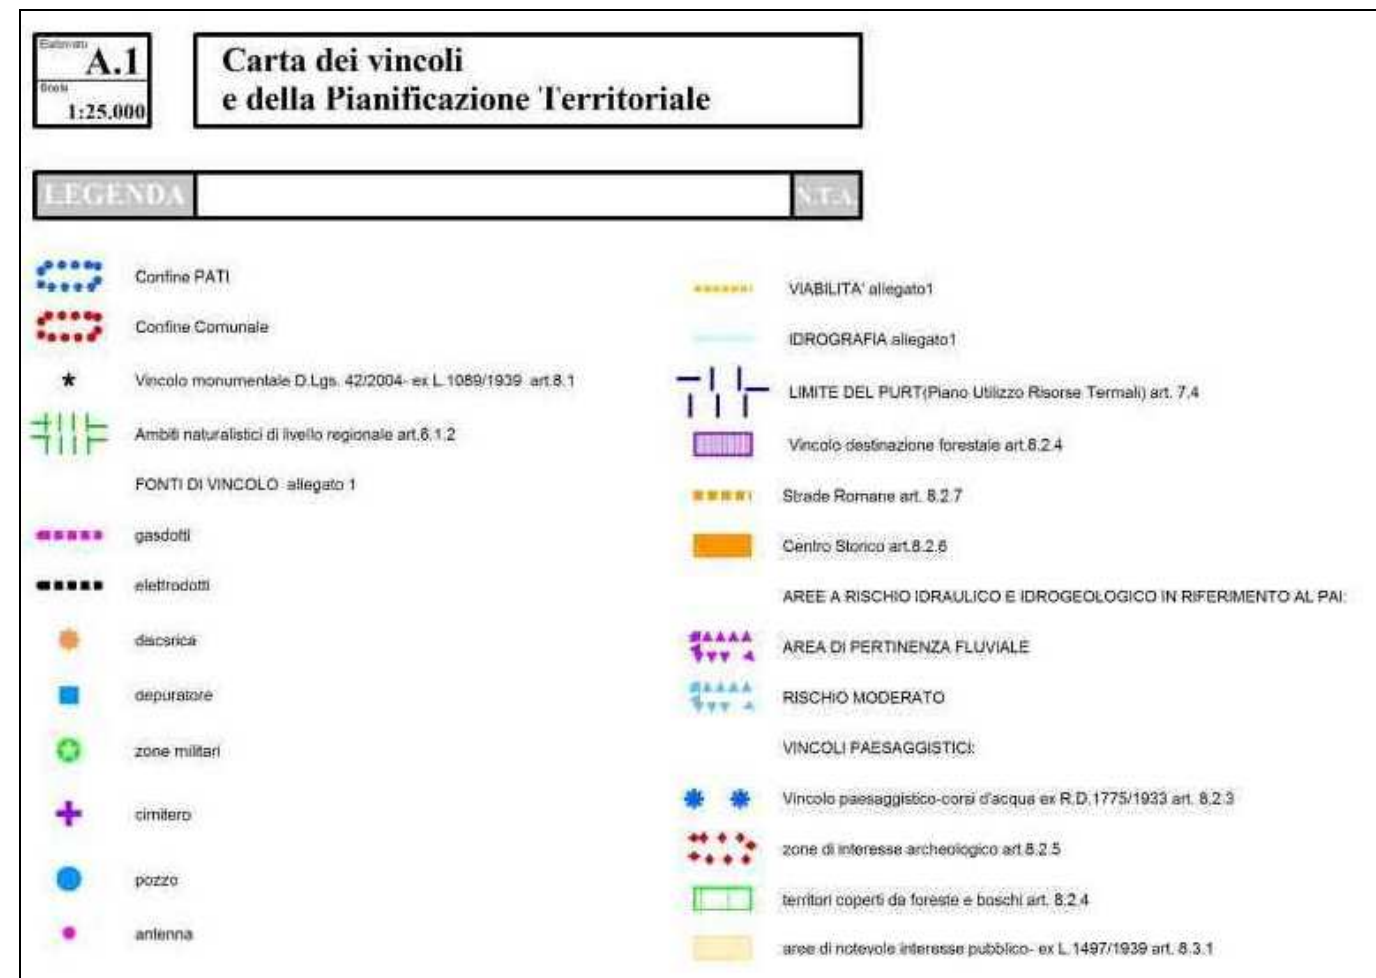 Elaborato
A.1
Scala
1:25.000
Carta dei vincoli
e della Pianificazione Territoriale
LEGENDA
N.T.A.
Confine PATI
Confine Comunale
Vincolo monumentale D.Lgs. 42/2004- ex L.1089/1939 art.8.1
Ambiti naturalistici di livello regionale art.6.1.2
FONTI DI VINCOLO allegato 1
gasdotti
elettrodotti
discarica
depuratore
zone militari
cimitero
pozzo
antenna
VIABILITA' allegato1
IDROGRAFIA allegato1
LIMITE DEL PURT(Piano Utilizzo Risorse Termali) art. 7.4
Vincolo destinazione forestale art.8.2.4
Strade Romane art. 8.2.7
Centro Storico art.8.2.6
AREE A RISCHIO IDRAULICO E IDROGEOLOGICO IN RIFERIMENTO AL PAI:
AREA DI PERTINENZA FLUVIALE
RISCHIO MODERATO
VINCOLI PAESAGGISTICI:
Vincolo paesaggistico-corsi d'acqua ex R.D.1775/1933 art. 8.2.3
zone di interesse archeologico art.8.2.5
territori coperti da foreste e boschi art. 8.2.4
aree di notevole interesse pubblico- ex L.1497/1939 art. 8.3.1